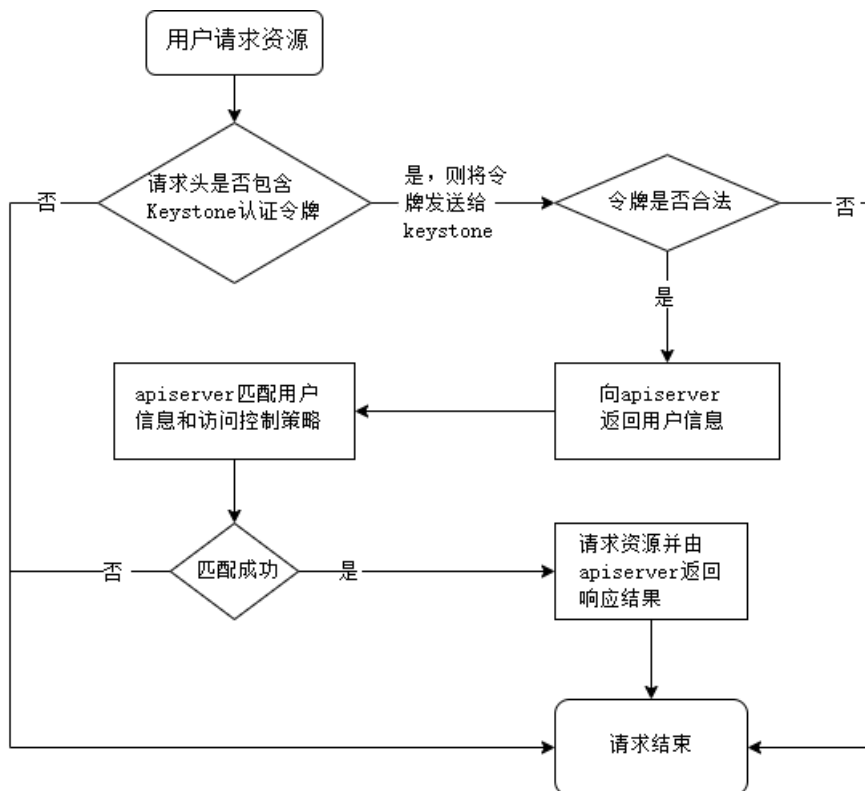 用户请求资源
请求头是否包含
Keystone认证令牌
否
是，则将令
牌发送给
keystone
令牌是否合法
否
是
apiserver匹配用户
信息和访问控制策略
向apiserver
返回用户信息
否
匹配成功
是
请求资源并由
apiserver返回
响应结果
请求结束